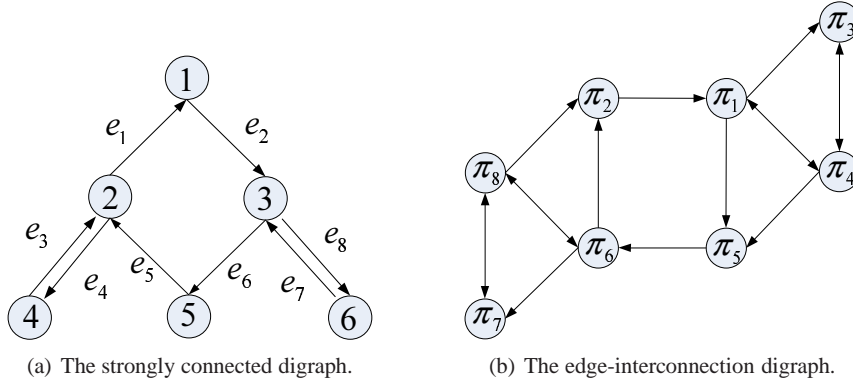 1
e₁
e₂
2
3
e₃
e₄
e₅
e₆
e₇
e₈
4
5
6
(a) The strongly connected digraph.
π₃
π₂
π₁
π₈
π₄
π₆
π₅
π₇
(b) The edge-interconnection digraph.